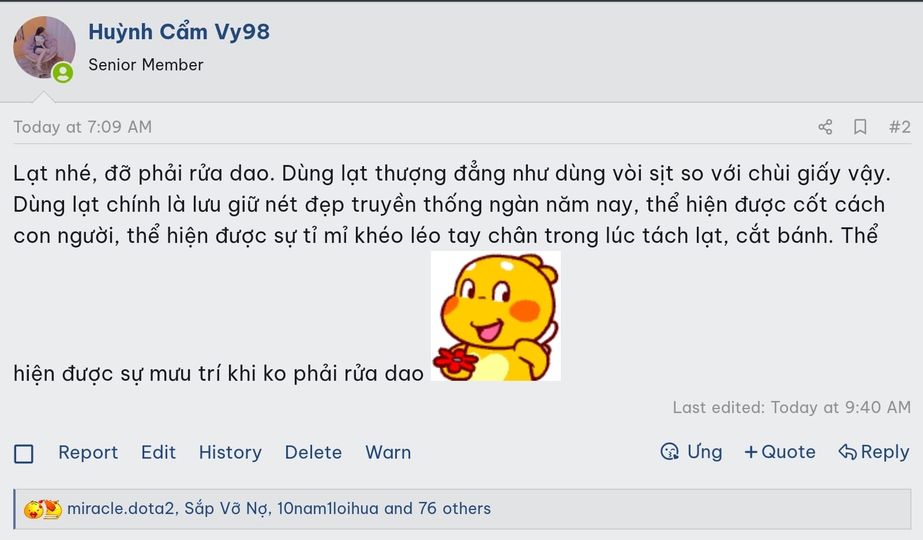 Huỳnh Cẩm Vy98
Senior Member
Today at 7:09 AM
#2
Lạt nhé, đỡ phải rửa dao. Dùng lạt thượng đẳng như dùng vòi sịt so với chùi giấy vậy.
Dùng lạt chính là lưu giữ nét đẹp truyền thống ngàn năm nay, thể hiện được cốt cách
con người, thể hiện được sự tỉ mỉ khéo léo tay chân trong lúc tách lạt, cắt bánh. Thể
hiện được sự mưu trí khi ko phải rửa dao
Last edited: Today at 9:40 AM
Report Edit History Delete Warn Ưng +Quote Reply
miracle.dota2, Sắp Vỡ Nợ, 10nam1loihua and 76 others